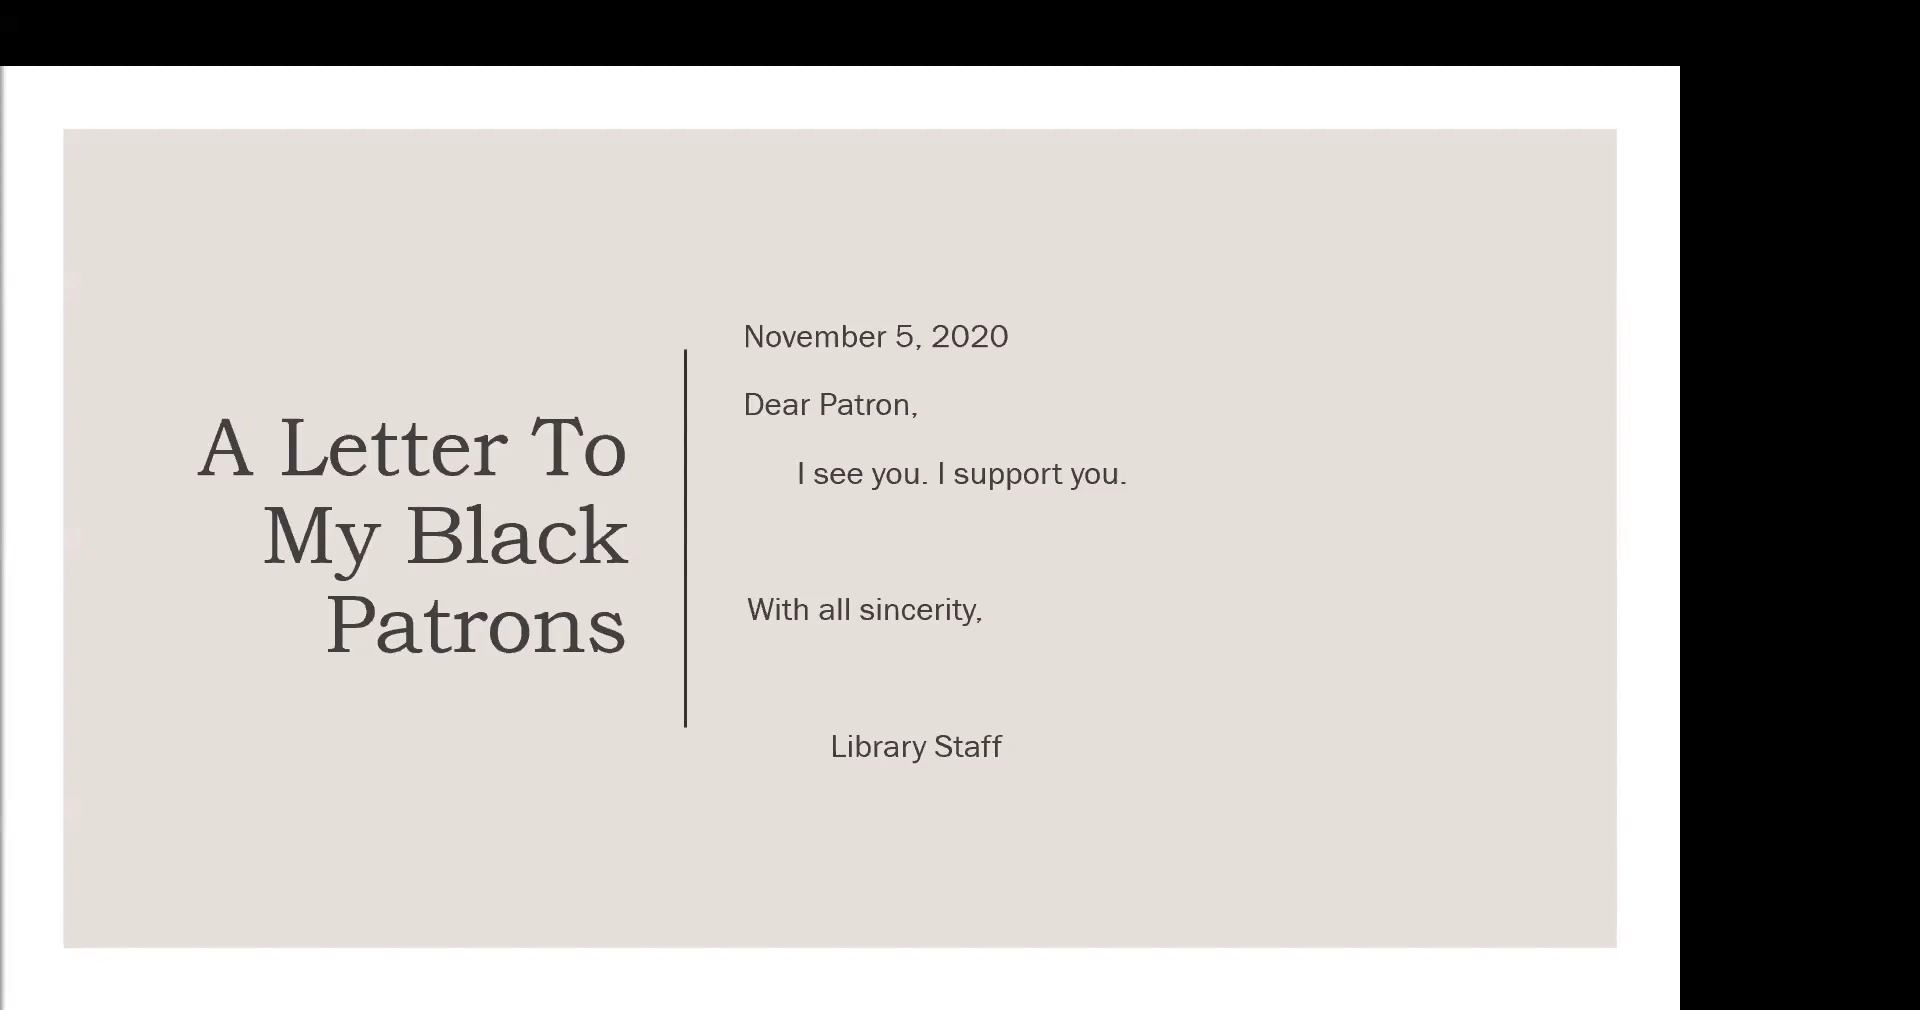 A Letter To
My Black
Patrons
November 5, 2020
Dear Patron,
I see you. I support you.
With all sincerity,
Library Staff